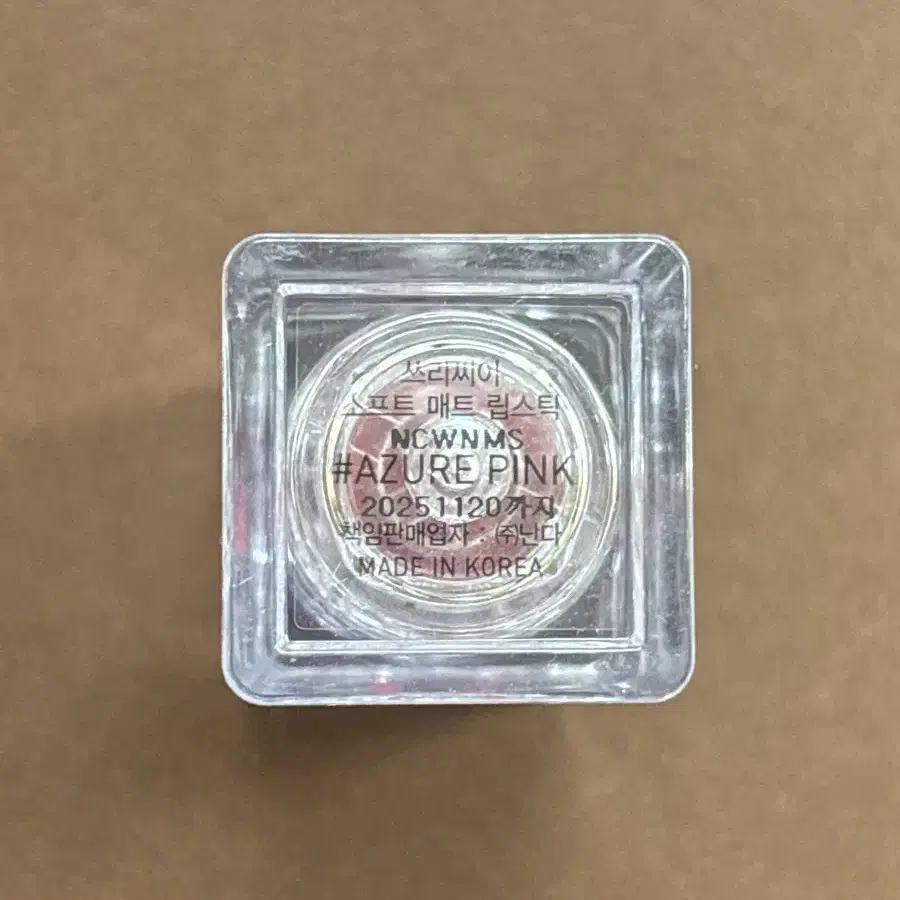 쓰리씨이
소프트 매트 립스틱
NCWNMS
#AZURE PINK
20251120까지
책임판매업자 : ㈜난다
MADE IN KOREA